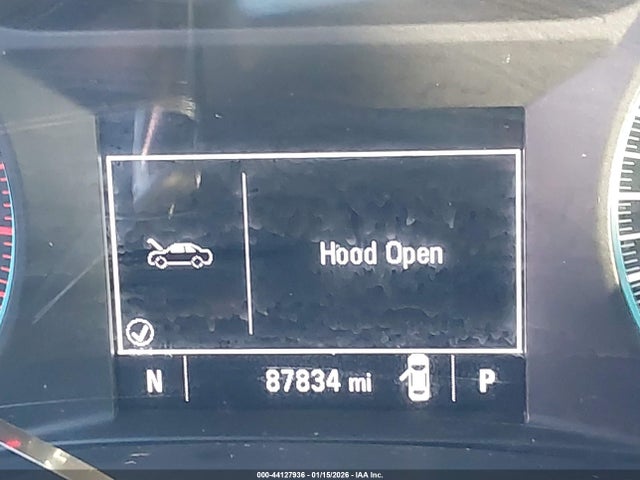 Hood Open
N 87834 mi P
000-44127936 - 01/15/2026 - IAA Inc.